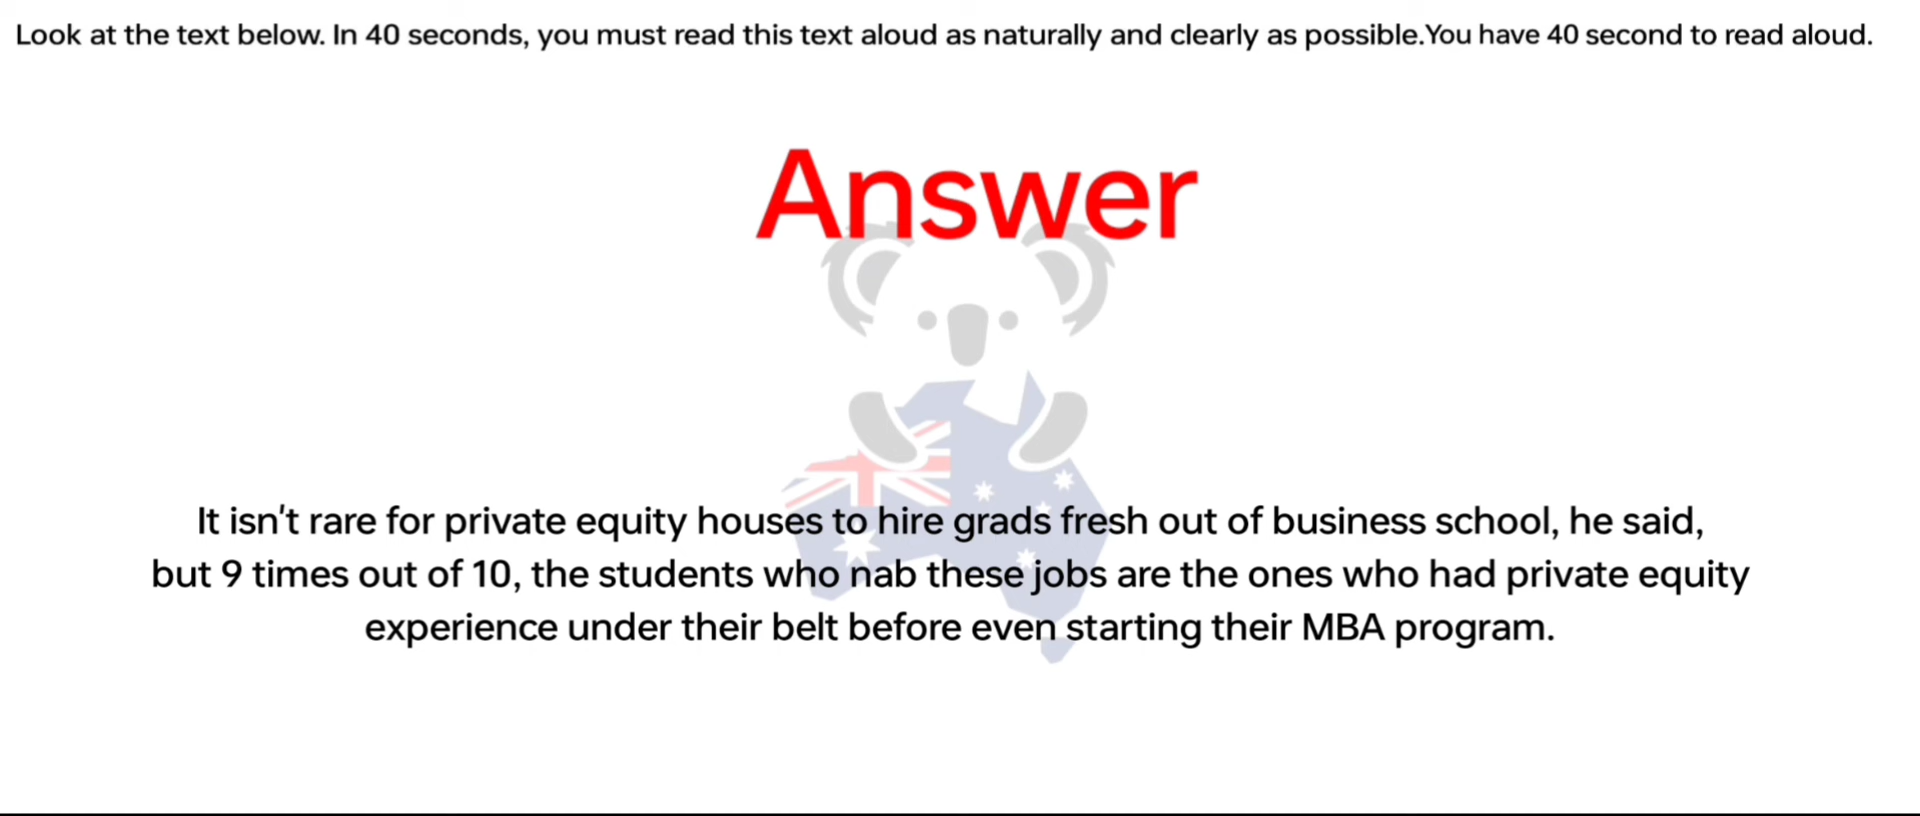 Look at the text below. In 40 seconds, you must read this text aloud as naturally and clearly as possible.You have 40 second to read aloud.
Answer
It isn't rare for private equity houses to hire grads fresh out of business school, he said,
but 9 times out of 10, the students who nab these jobs are the ones who had private equity
experience under their belt before even starting their MBA program.